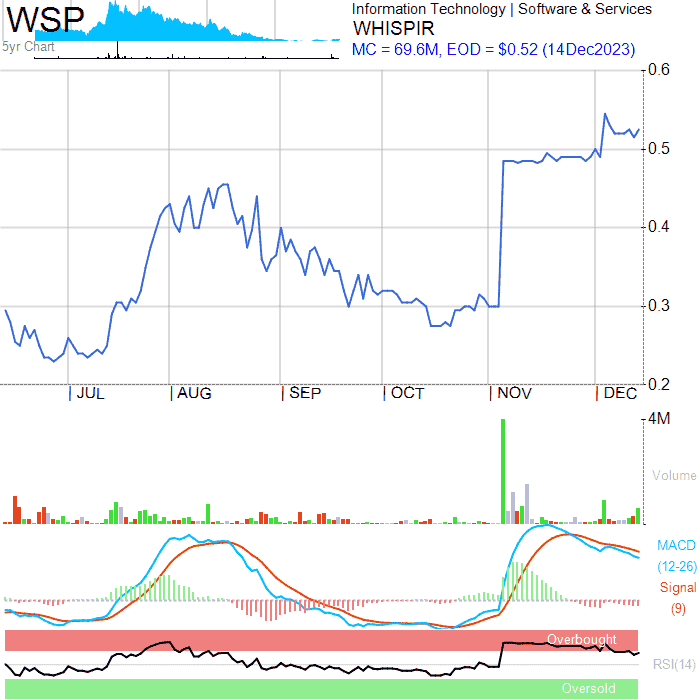 WSP
5yr Chart
Information Technology | Software & Services
WHISPIR
MC = 69.6M, EOD = $0.52 (14Dec2023)
0.6
0.5
0.4
0.3
0.2
| JUL | AUG | SEP | OCT | NOV | DEC
4M
Volume
MACD
(12-26)
Signal
(9)
Overbought
RSI(14)
Oversold